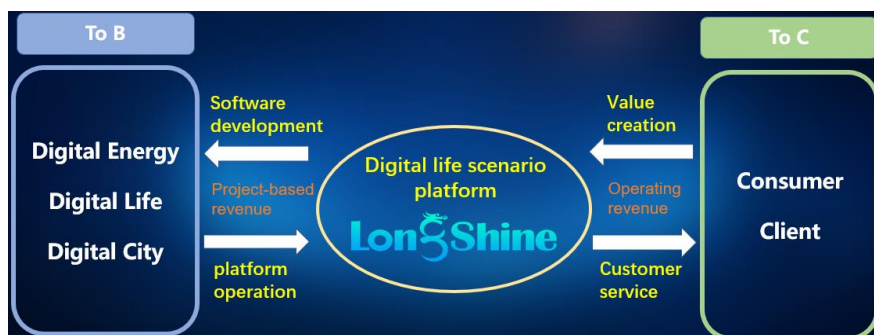 To B
To C
Digital Energy
Digital Life
Digital City
Software
development
Project-based
revenue
platform
operation
Digital life scenario
platform
LongShine
Value
creation
Operating
revenue
Customer
service
Consumer
Client